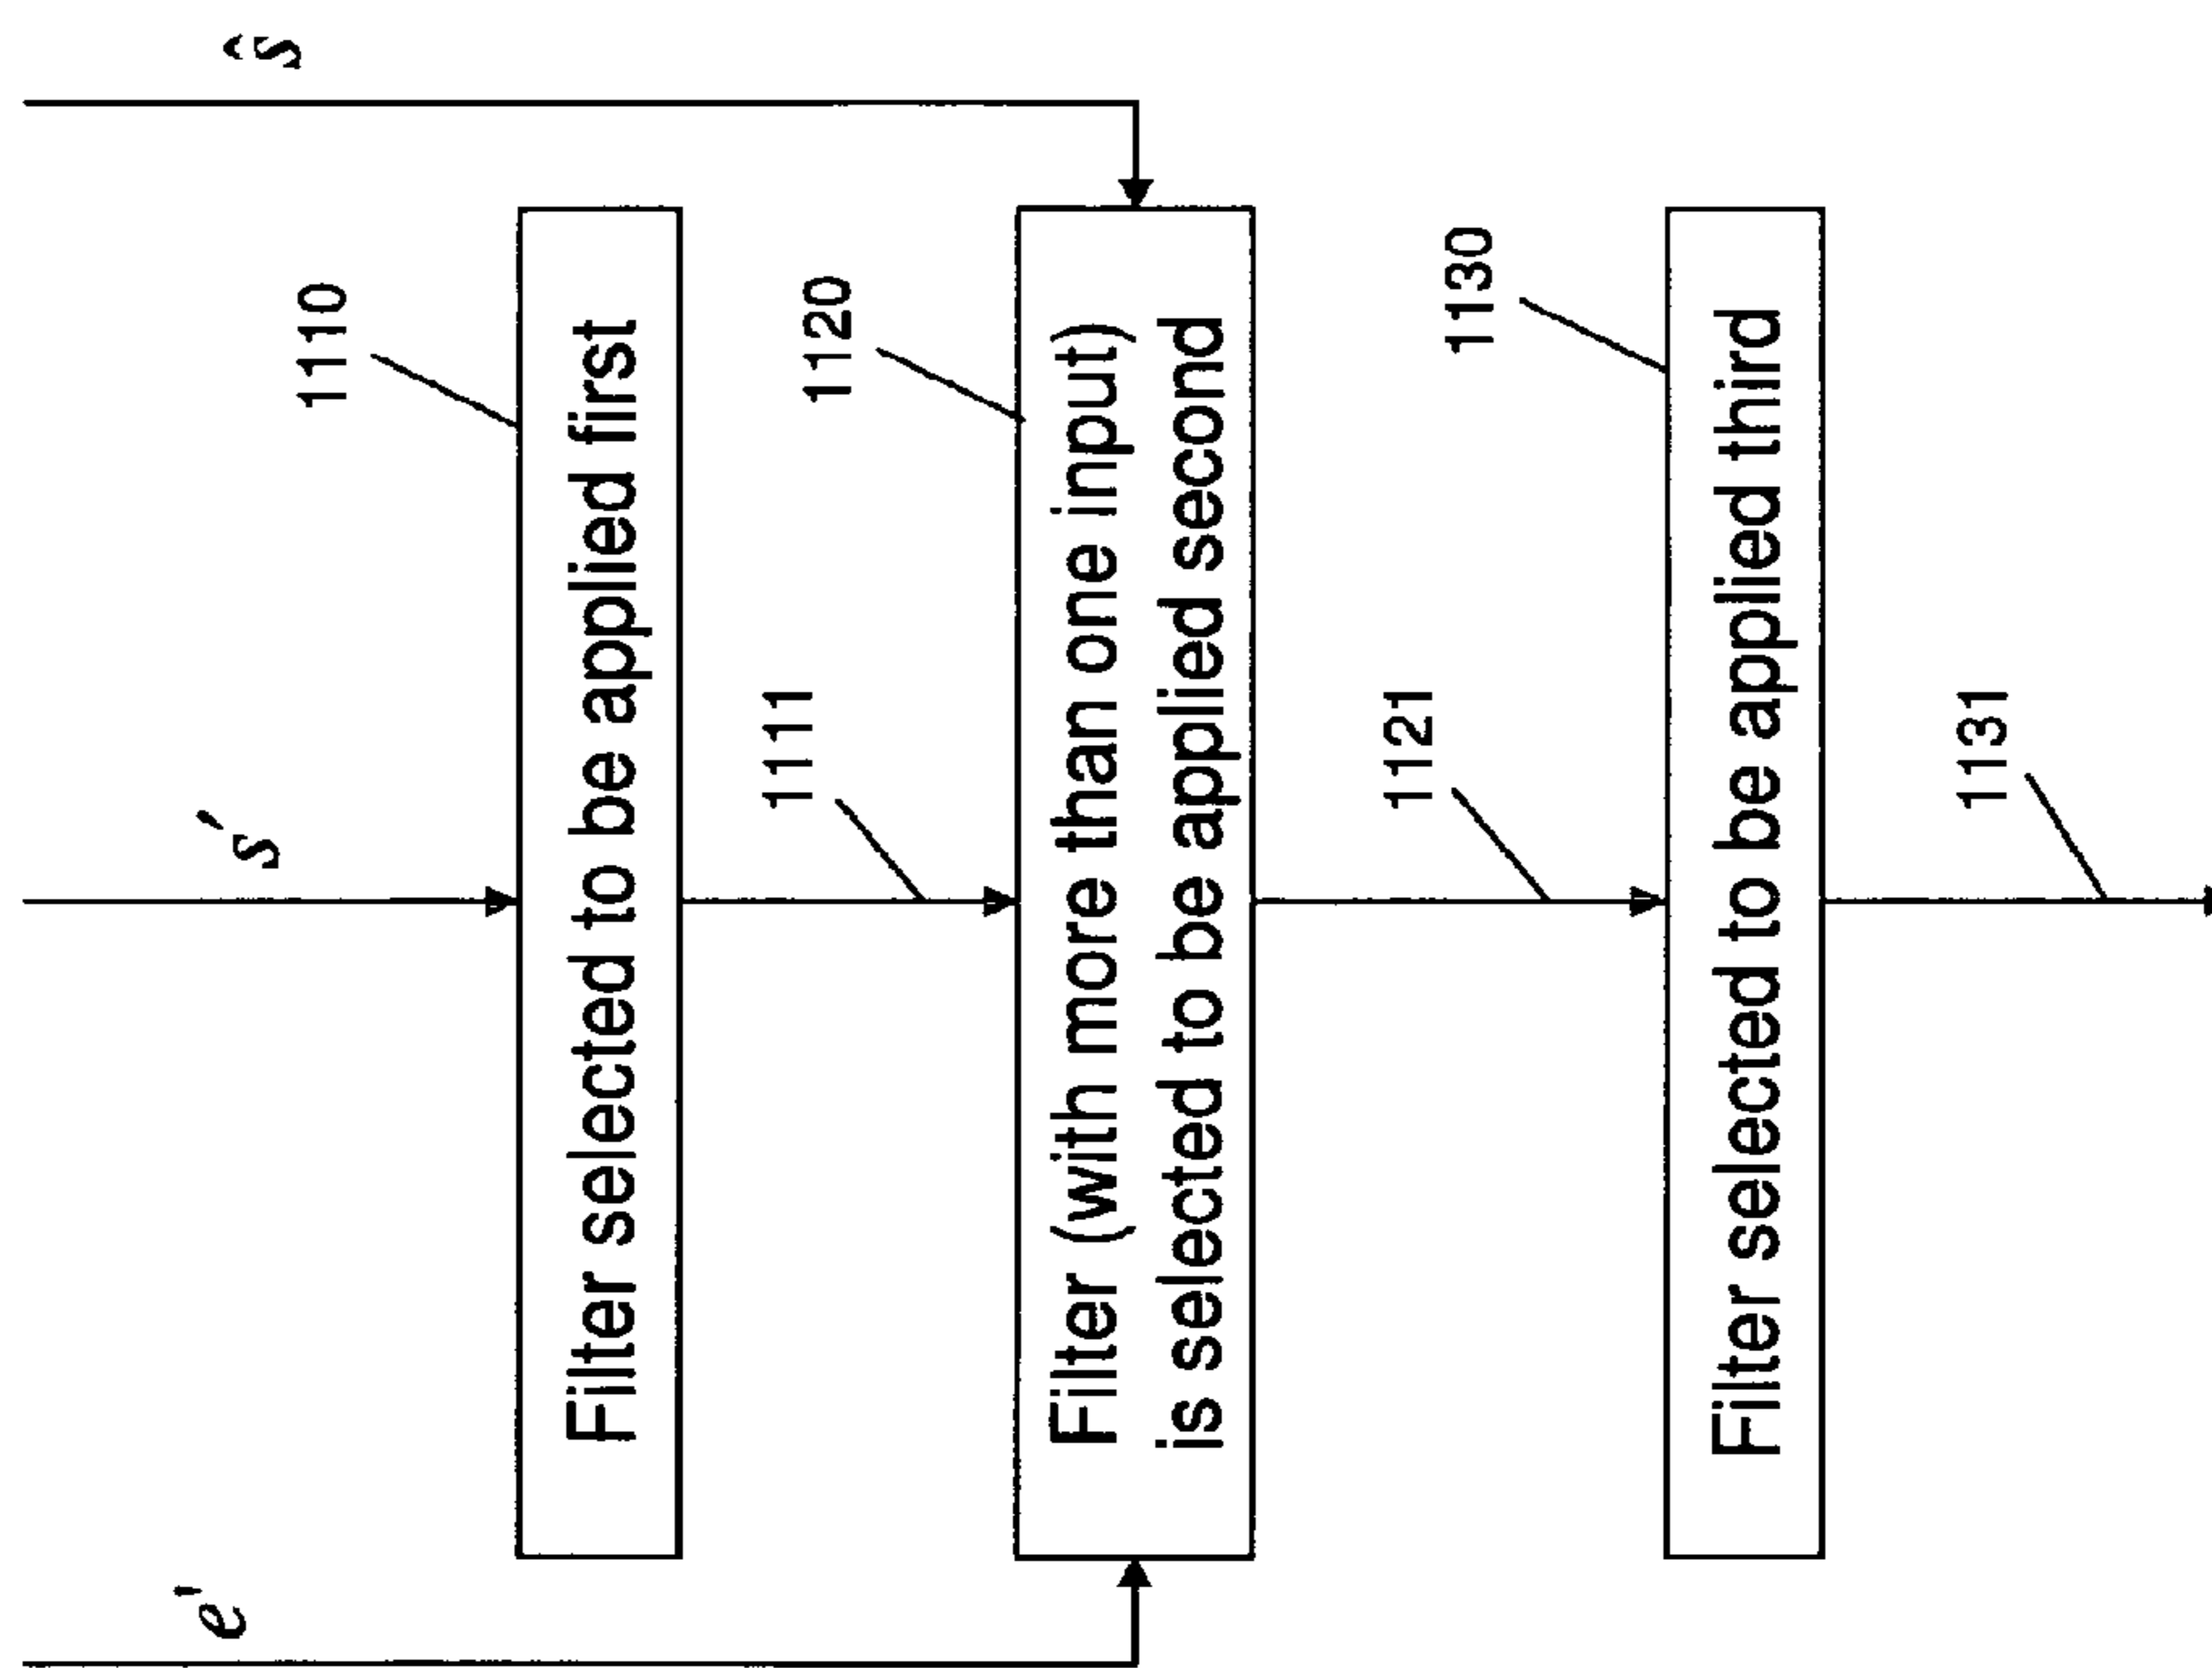 e'
s'
ŝ
1110
Filter selected to be applied first
1111
1120
Filter (with more than one input)
is selected to be applied second
1121
1130
Filter selected to be applied third
1131